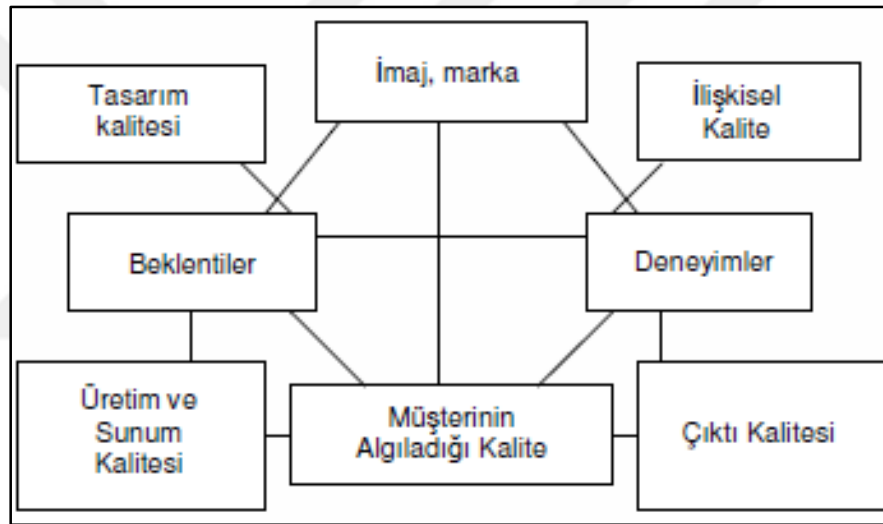 İmaj, marka
Tasarım
kalitesi
İlişkisel
Kalite
Beklentiler
Deneyimler
Üretim ve
Sunum
Kalitesi
Müşterinin
Algıladığı Kalite
Çıktı Kalitesi